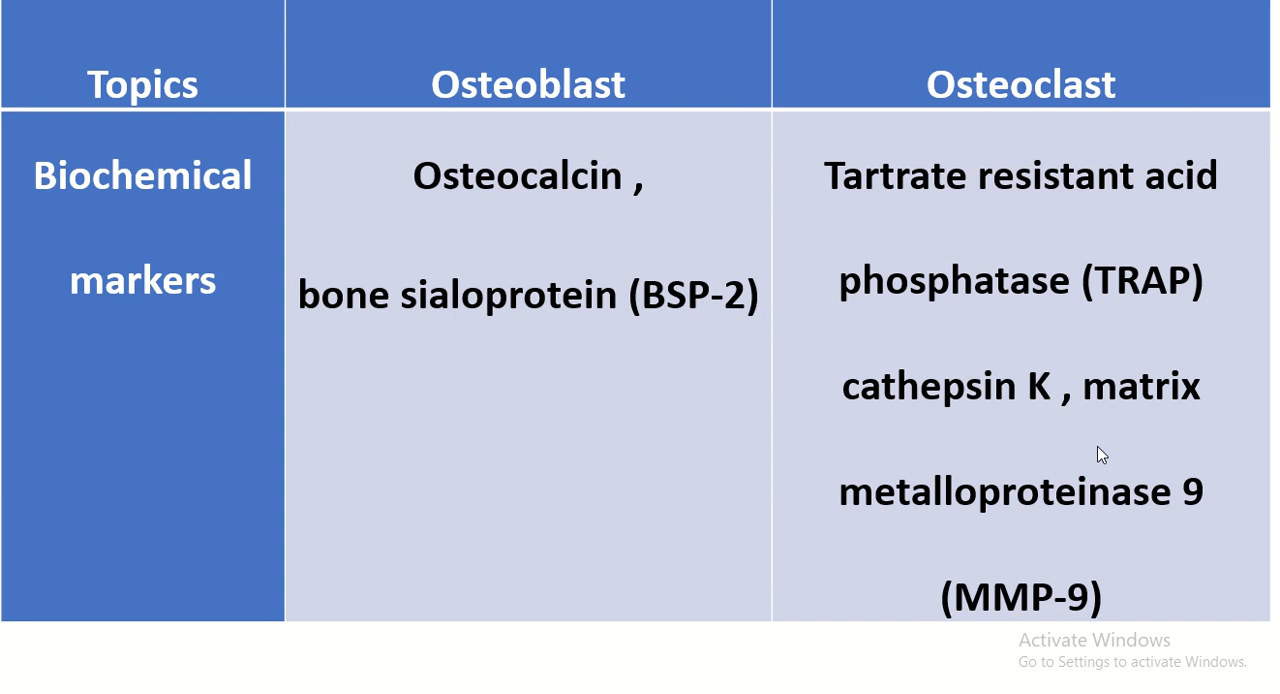 Topics
Osteoblast
Osteoclast
Biochemical
markers
Osteocalcin ,
bone sialoprotein (BSP-2)
Tartrate resistant acid
phosphatase (TRAP)
cathepsin K , matrix
metalloproteinase 9
(MMP-9)
Activate Windows
Go to Settings to activate Windows.